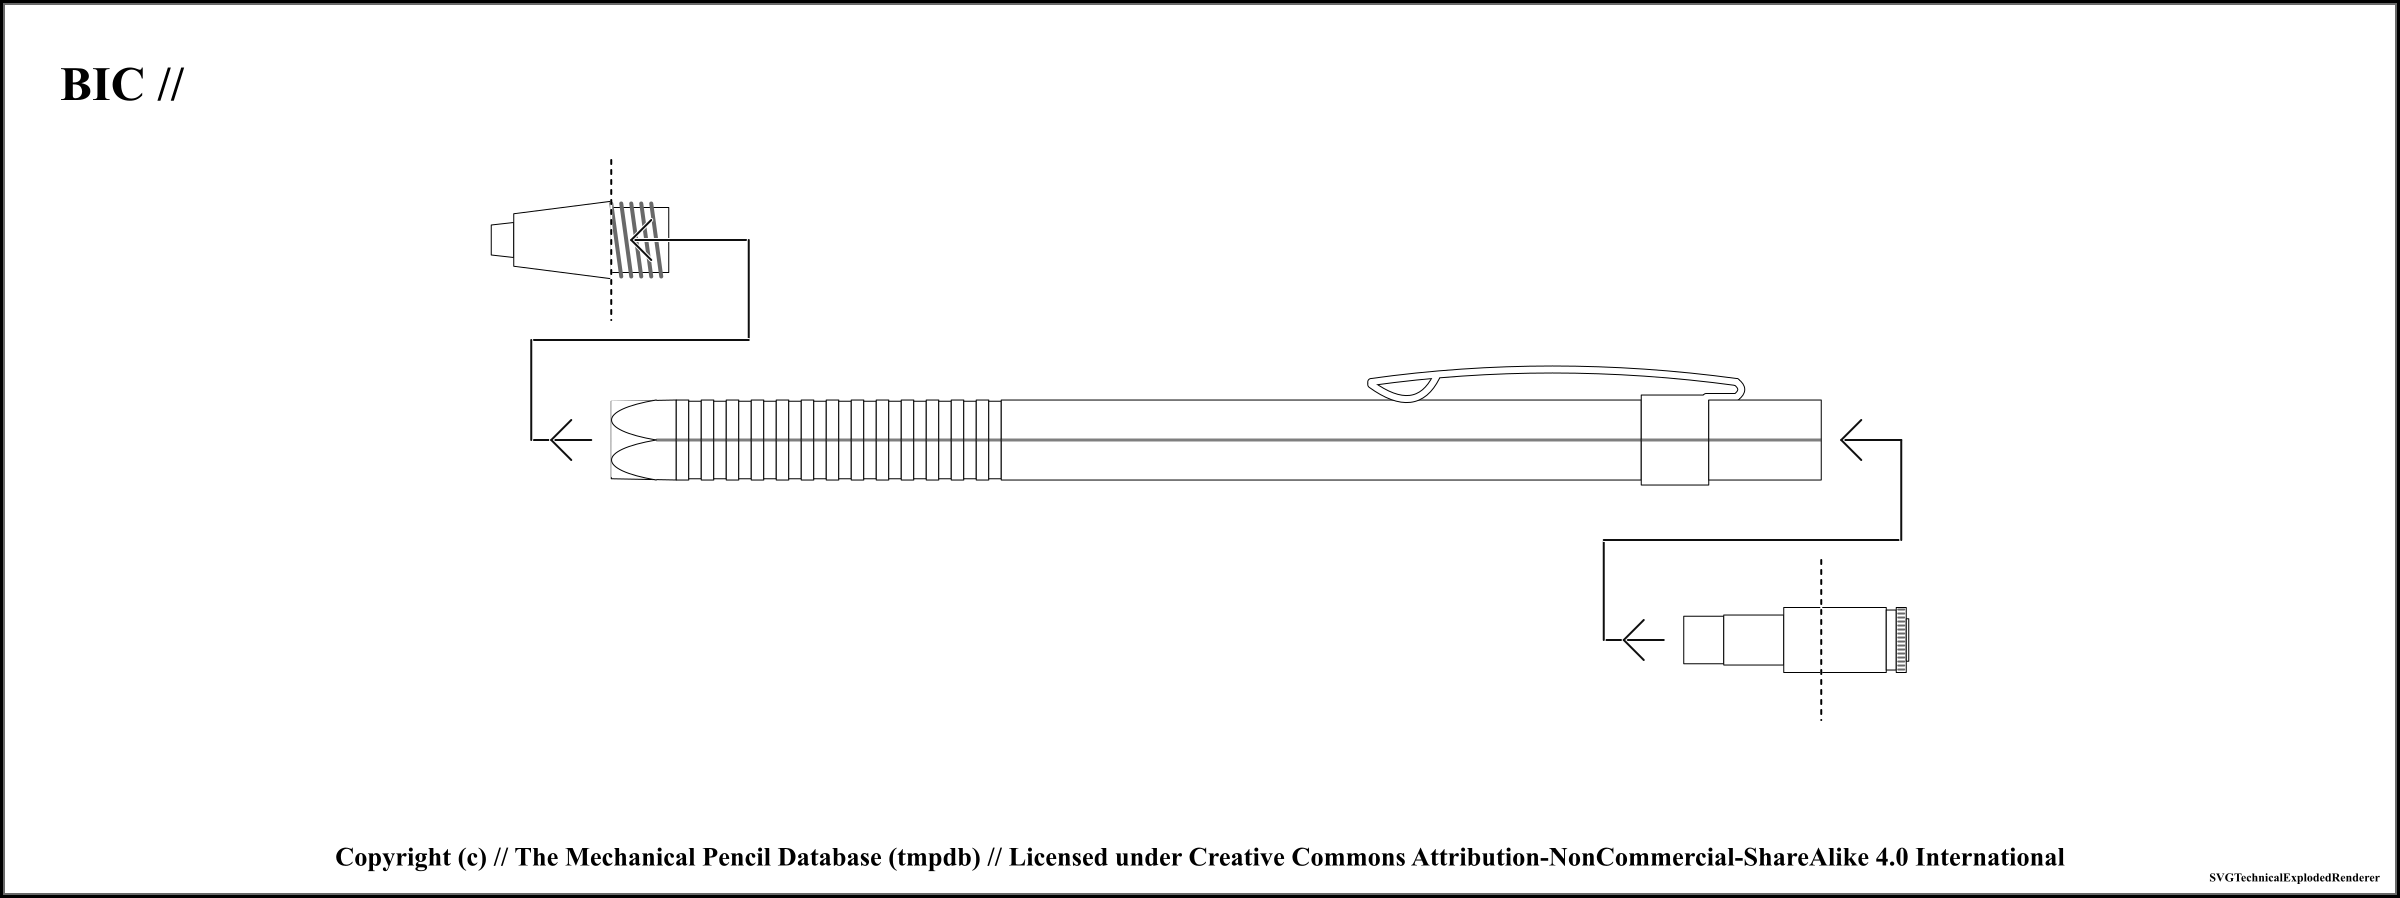 BIC //
Copyright (c) // The Mechanical Pencil Database (tmpdb) // Licensed under Creative Commons Attribution-NonCommercial-ShareAlike 4.0 International
SVGTechnicalExplodedRenderer